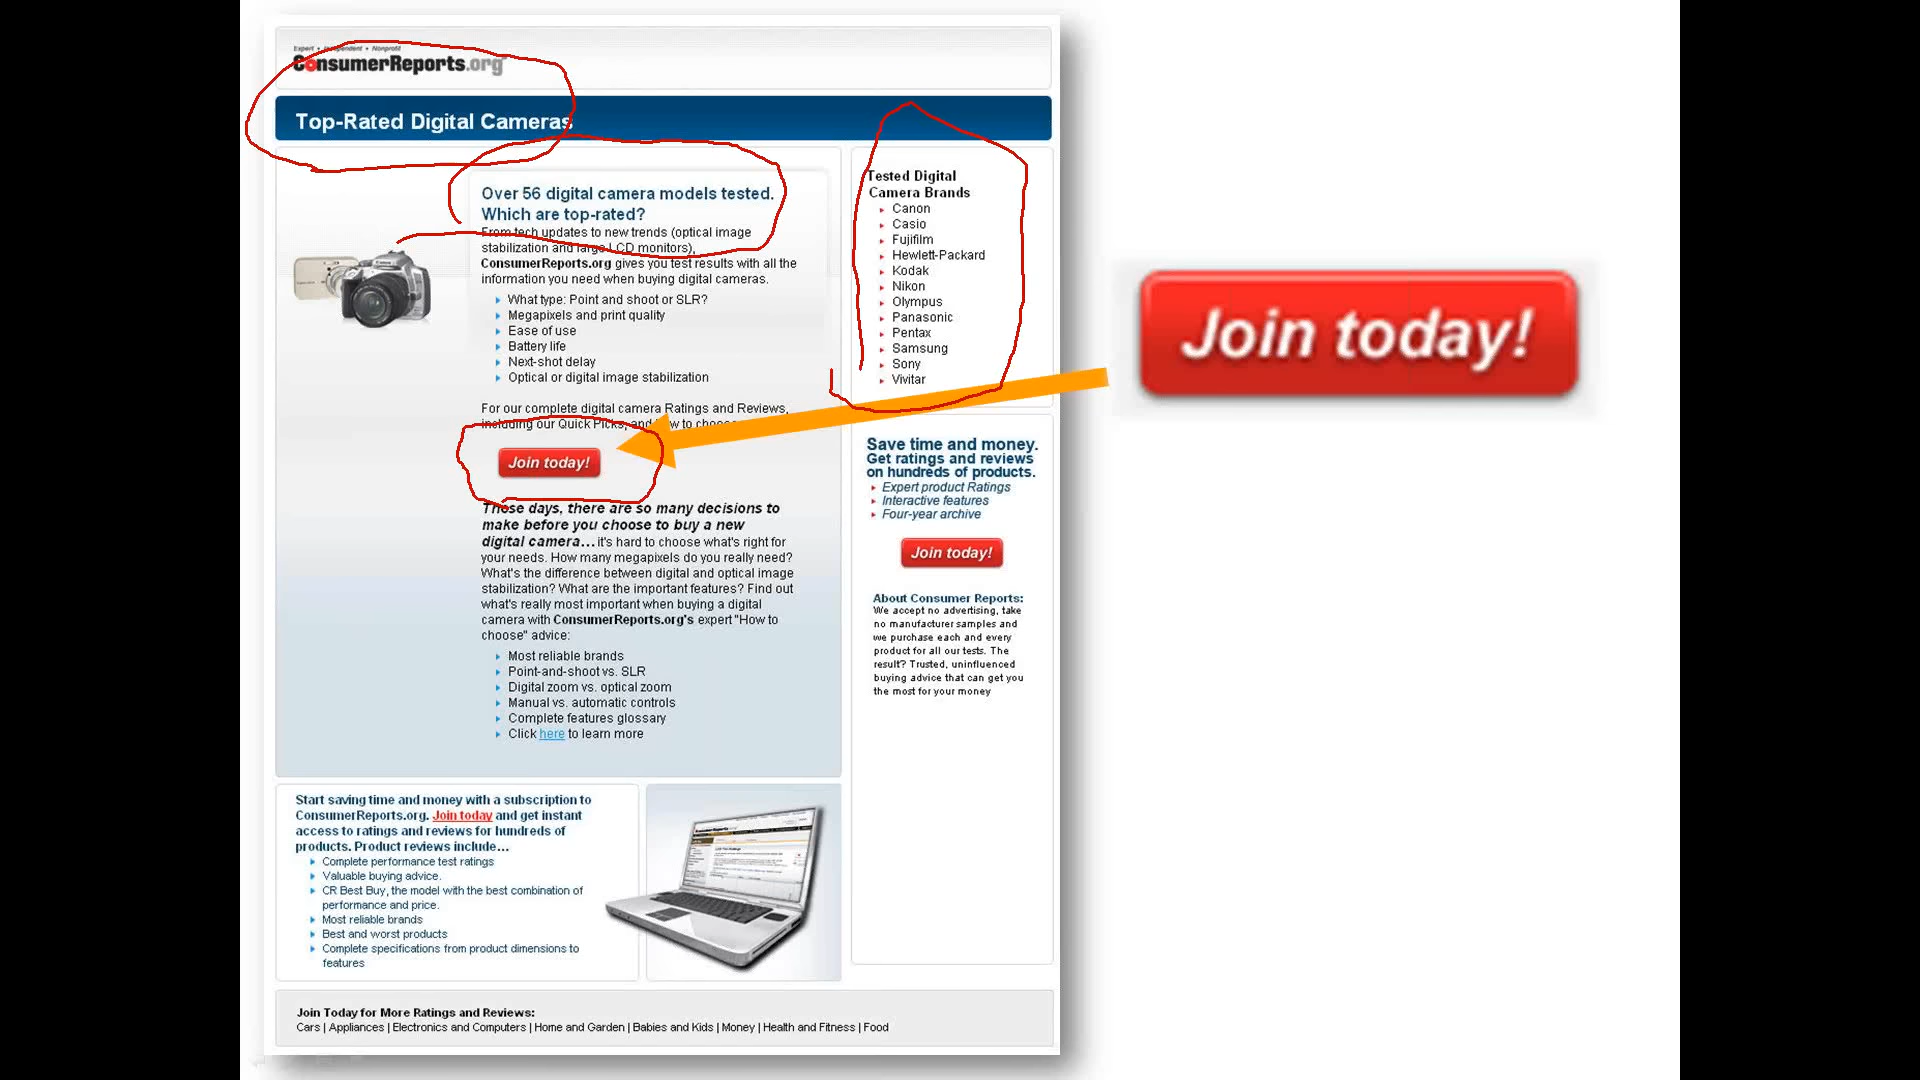 Expert • Independent • Nonprofit
ConsumerReports.org
Top-Rated Digital Cameras
Over 56 digital camera models tested.
Which are top-rated?
From tech updates to new trends (optical image
stabilization and large LCD monitors),
ConsumerReports.org gives you test results with all the
information you need when buying digital cameras.
What type: Point and shoot or SLR?
Megapixels and print quality
Ease of use
Battery life
Next-shot delay
Optical or digital image stabilization
For our complete digital camera Ratings and Reviews,
including our Quick Picks, and how to choose
Join today!
These days, there are so many decisions to
make before you choose to buy a new
digital camera... it's hard to choose what's right for
your needs. How many megapixels do you really need?
What's the difference between digital and optical image
stabilization? What are the important features? Find out
what's really most important when buying a digital
camera with ConsumerReports.org's expert "How to
choose" advice:
Most reliable brands
Point-and-shoot vs. SLR
Digital zoom vs. optical zoom
Manual vs. automatic controls
Complete features glossary
Click here to learn more
Tested Digital
Camera Brands
Canon
Casio
Fujifilm
Hewlett-Packard
Kodak
Nikon
Olympus
Panasonic
Pentax
Samsung
Sony
Vivitar
Save time and money.
Get ratings and reviews
on hundreds of products.
Expert product Ratings
Interactive features
Four-year archive
Join today!
About Consumer Reports:
We accept no advertising, take
no manufacturer samples and
we purchase each and every
product for all our tests. The
result? Trusted, uninfluenced
buying advice that can get you
the most for your money
Start saving time and money with a subscription to
ConsumerReports.org. Join today and get instant
access to ratings and reviews for hundreds of
products. Product reviews include...
Complete performance test ratings
Valuable buying advice.
CR Best Buy, the model with the best combination of
performance and price.
Most reliable brands
Best and worst products
Complete specifications from product dimensions to
features
Join Today for More Ratings and Reviews:
Cars | Appliances | Electronics and Computers | Home and Garden | Babies and Kids | Money | Health and Fitness | Food
Join today!